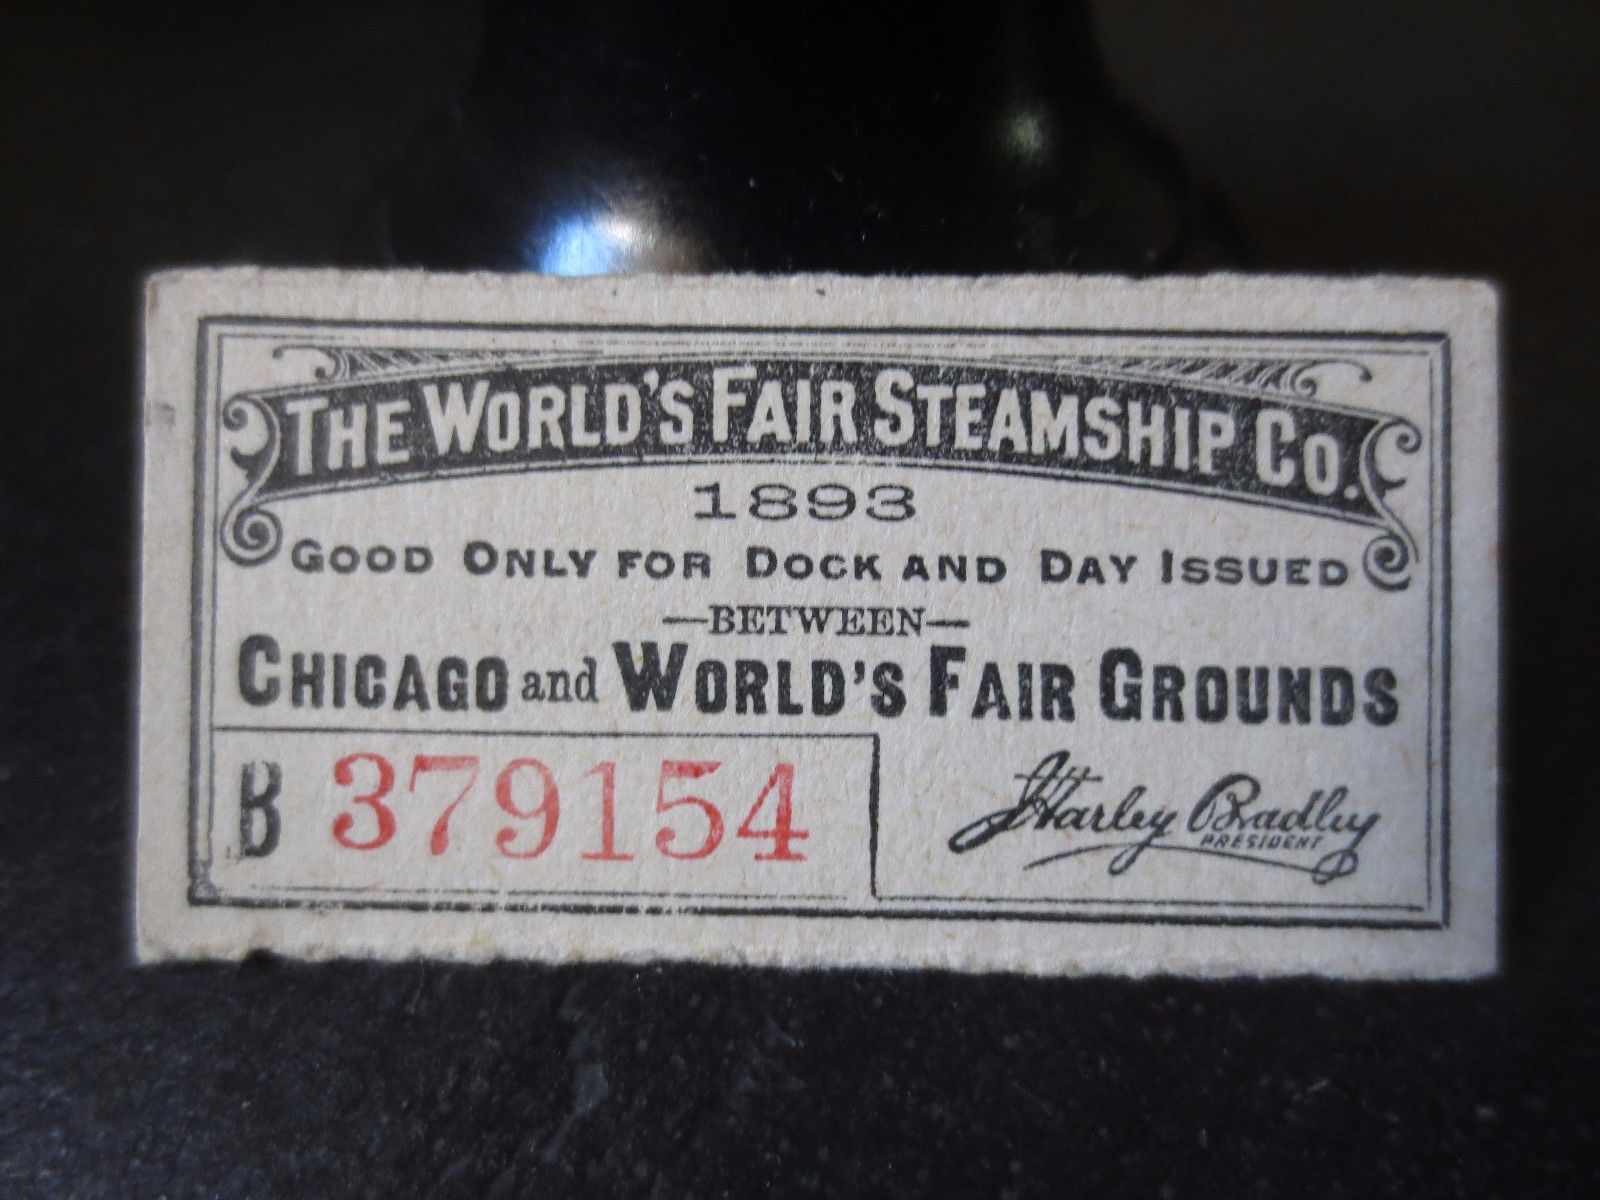 THE WORLD'S FAIR STEAMSHIP CO.
1893
GOOD ONLY FOR DOCK AND DAY ISSUED
—BETWEEN—
CHICAGO and WORLD'S FAIR GROUNDS
B 379154
J Harley Bradley
PRESIDENT